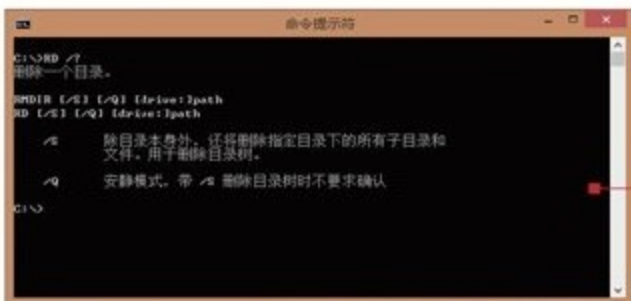 命令提示符
C:\>RD /?
删除一个目录。
RMDIR [/S] [/Q] [drive:]path
RD [/S] [/Q] [drive:]path
/S 除目录本身外，还将删除指定目录下的所有子目录和
文件。用于删除目录树。
/Q 安静模式，带 /S 删除目录树时不要求确认
C:\>